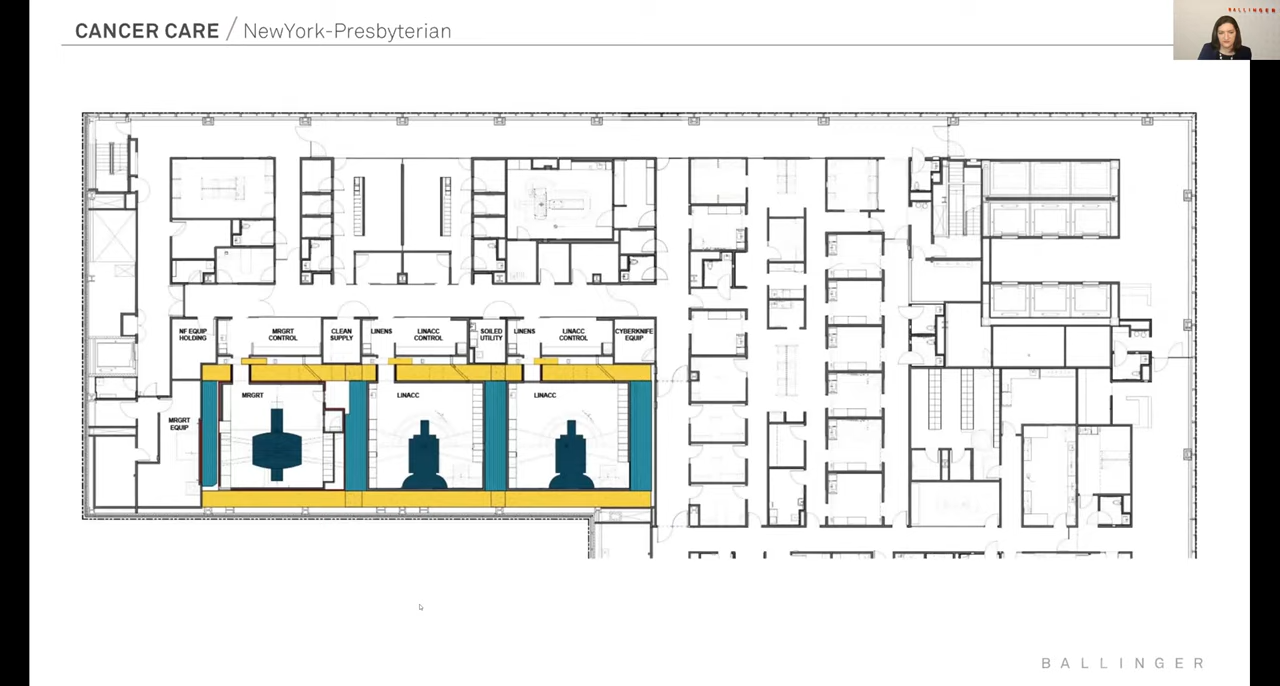 CANCER CARE / NewYork-Presbyterian
BALLINGER
NF EQUIP
HOLDING
MRGRT
CONTROL
CLEAN
SUPPLY
LINENS
LINACC
CONTROL
SOILED
UTILITY
LINENS
LINACC
CONTROL
CYBERKNIFE
EQUIP
MRGRT
EQUIP
MRGRT
LINACC
LINACC
BALLINGER